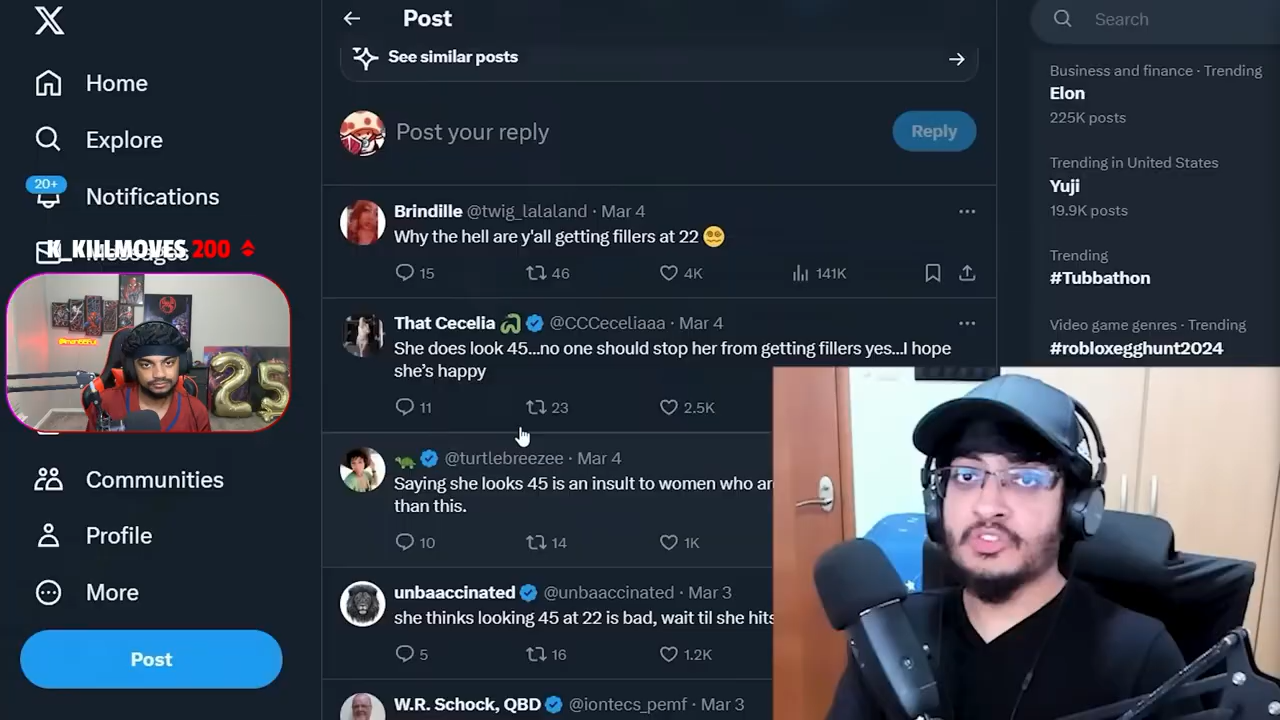 Post
Search
See similar posts
Home
Explore
20+
Notifications
K_KILLMOVES 200
Communities
Profile
More
Post
Post your reply
Reply
Brindille @twig_lalaland · Mar 4
Why the hell are y'all getting fillers at 22 😵‍💫
15 46 4K 141K
That Cecelia 🐍 @CCCeceliaaa · Mar 4
She does look 45...no one should stop her from getting fillers yes...I hope
she's happy
11 23 2.5K
🐢 @turtlebreezee · Mar 4
Saying she looks 45 is an insult to women who
than this.
10 14 1K
unbaaccinated @unbaaccinated · Mar 3
she thinks looking 45 at 22 is bad, wait til she hits
5 16 1.2K
W.R. Schock, QBD @iontecs_pemf · Mar 3
Business and finance · Trending
Elon
225K posts
Trending in United States
Yuji
19.9K posts
Trending
#Tubbathon
Video game genres · Trending
#robloxegghunt2024
25